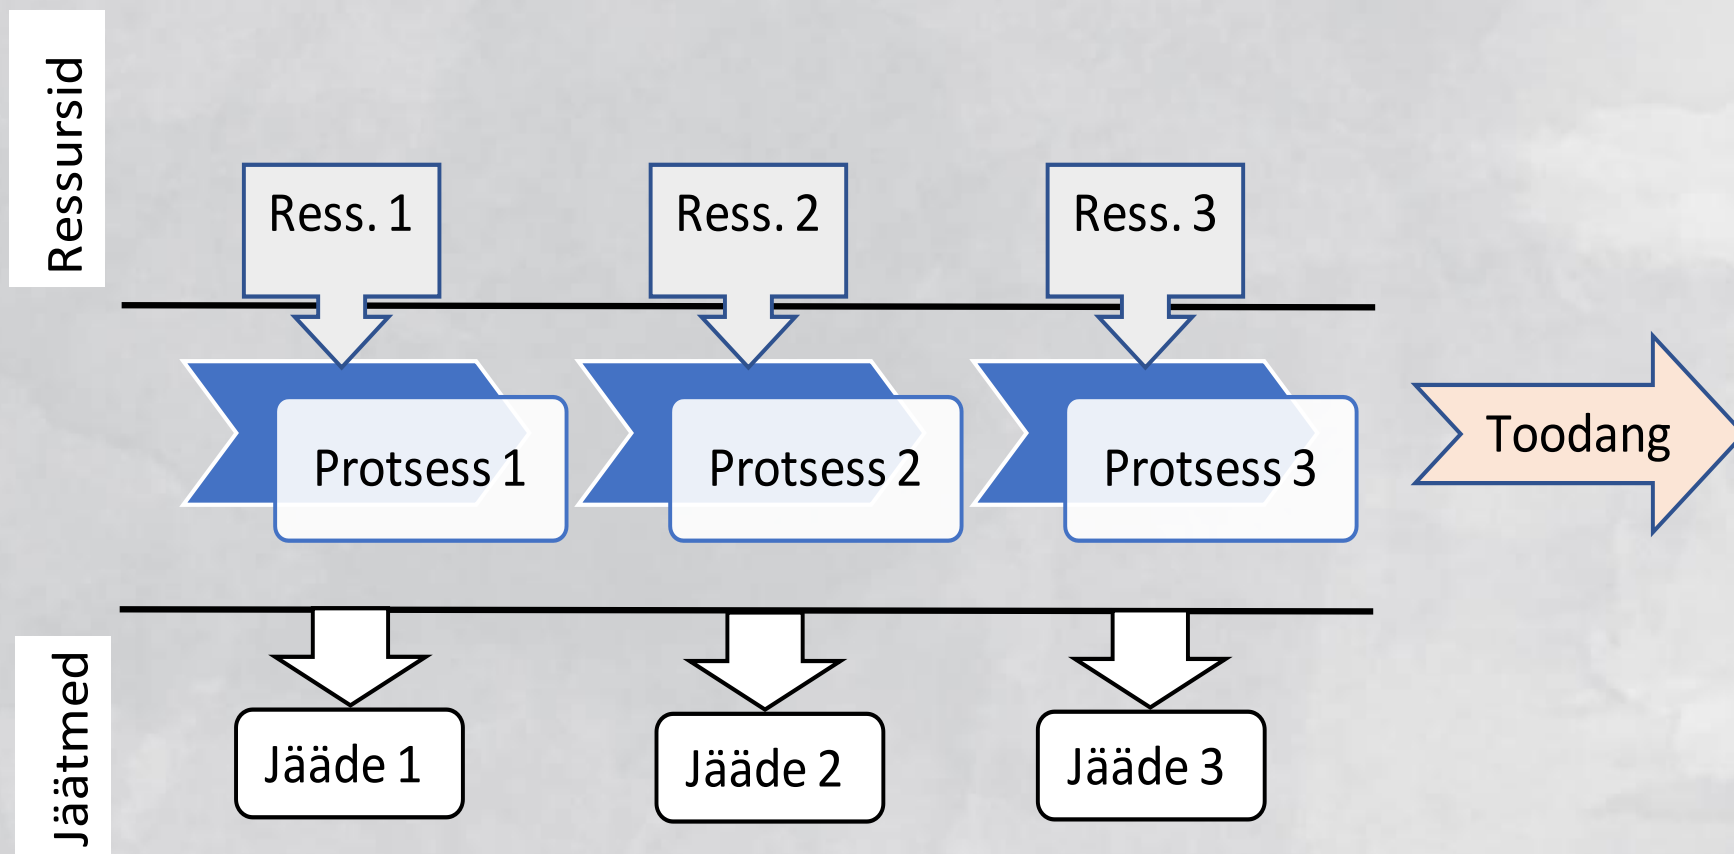 Ressursid
Ress. 1
Ress. 2
Ress. 3
Protsess 1
Protsess 2
Protsess 3
Toodang
Jäätmed
Jääde 1
Jääde 2
Jääde 3